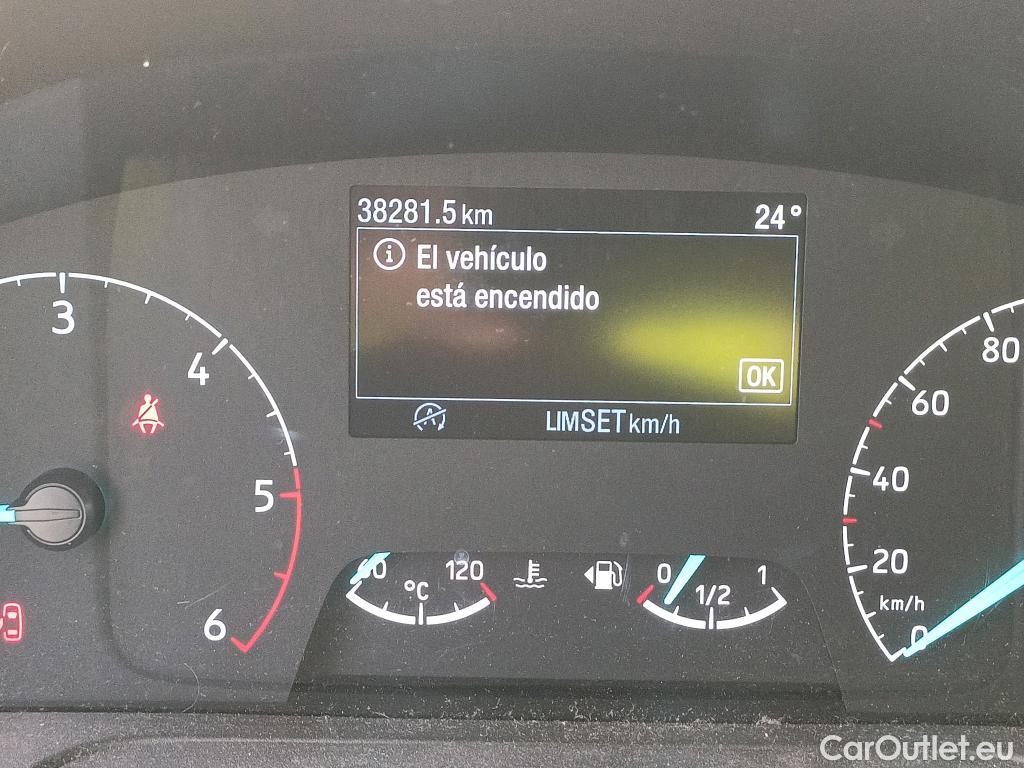 38281.5 km
24°
i El vehículo
está encendido
OK
A
LIMSET km/h
3
4
5
6
60
120
°C
0
1/2
1
80
60
40
20
km/h
0
CarOutlet.eu